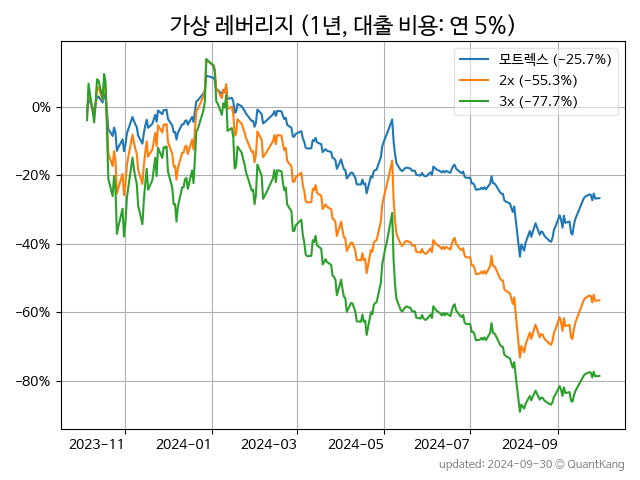 가상 레버리지 (1년, 대출 비용: 연 5%)
모트렉스 (−25.7%)
2x (−55.3%)
3x (−77.7%)
0%
−20%
−40%
−60%
−80%
2023−11 2024−01 2024−03 2024−05 2024−07 2024−09
updated: 2024-09-30 © QuantKang